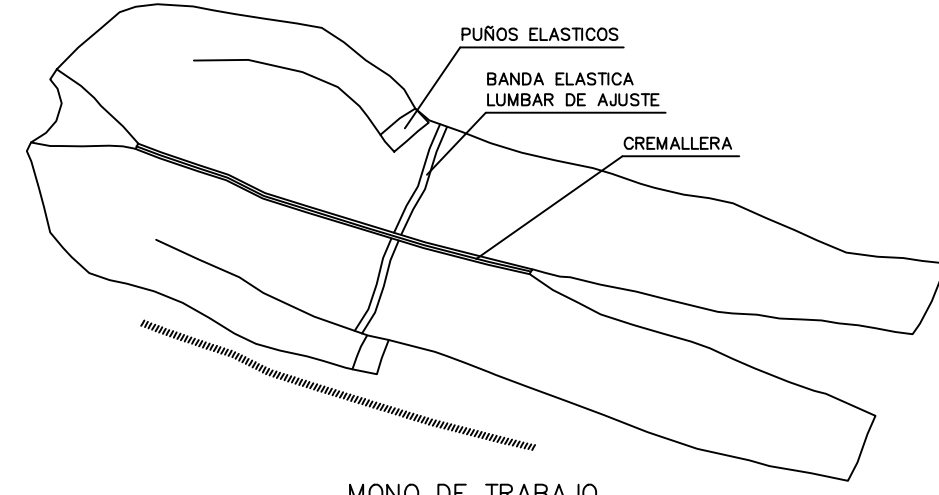 PUÑOS ELASTICOS
BANDA ELASTICA
LUMBAR DE AJUSTE
CREMALLERA
MONO DE TRABAJO